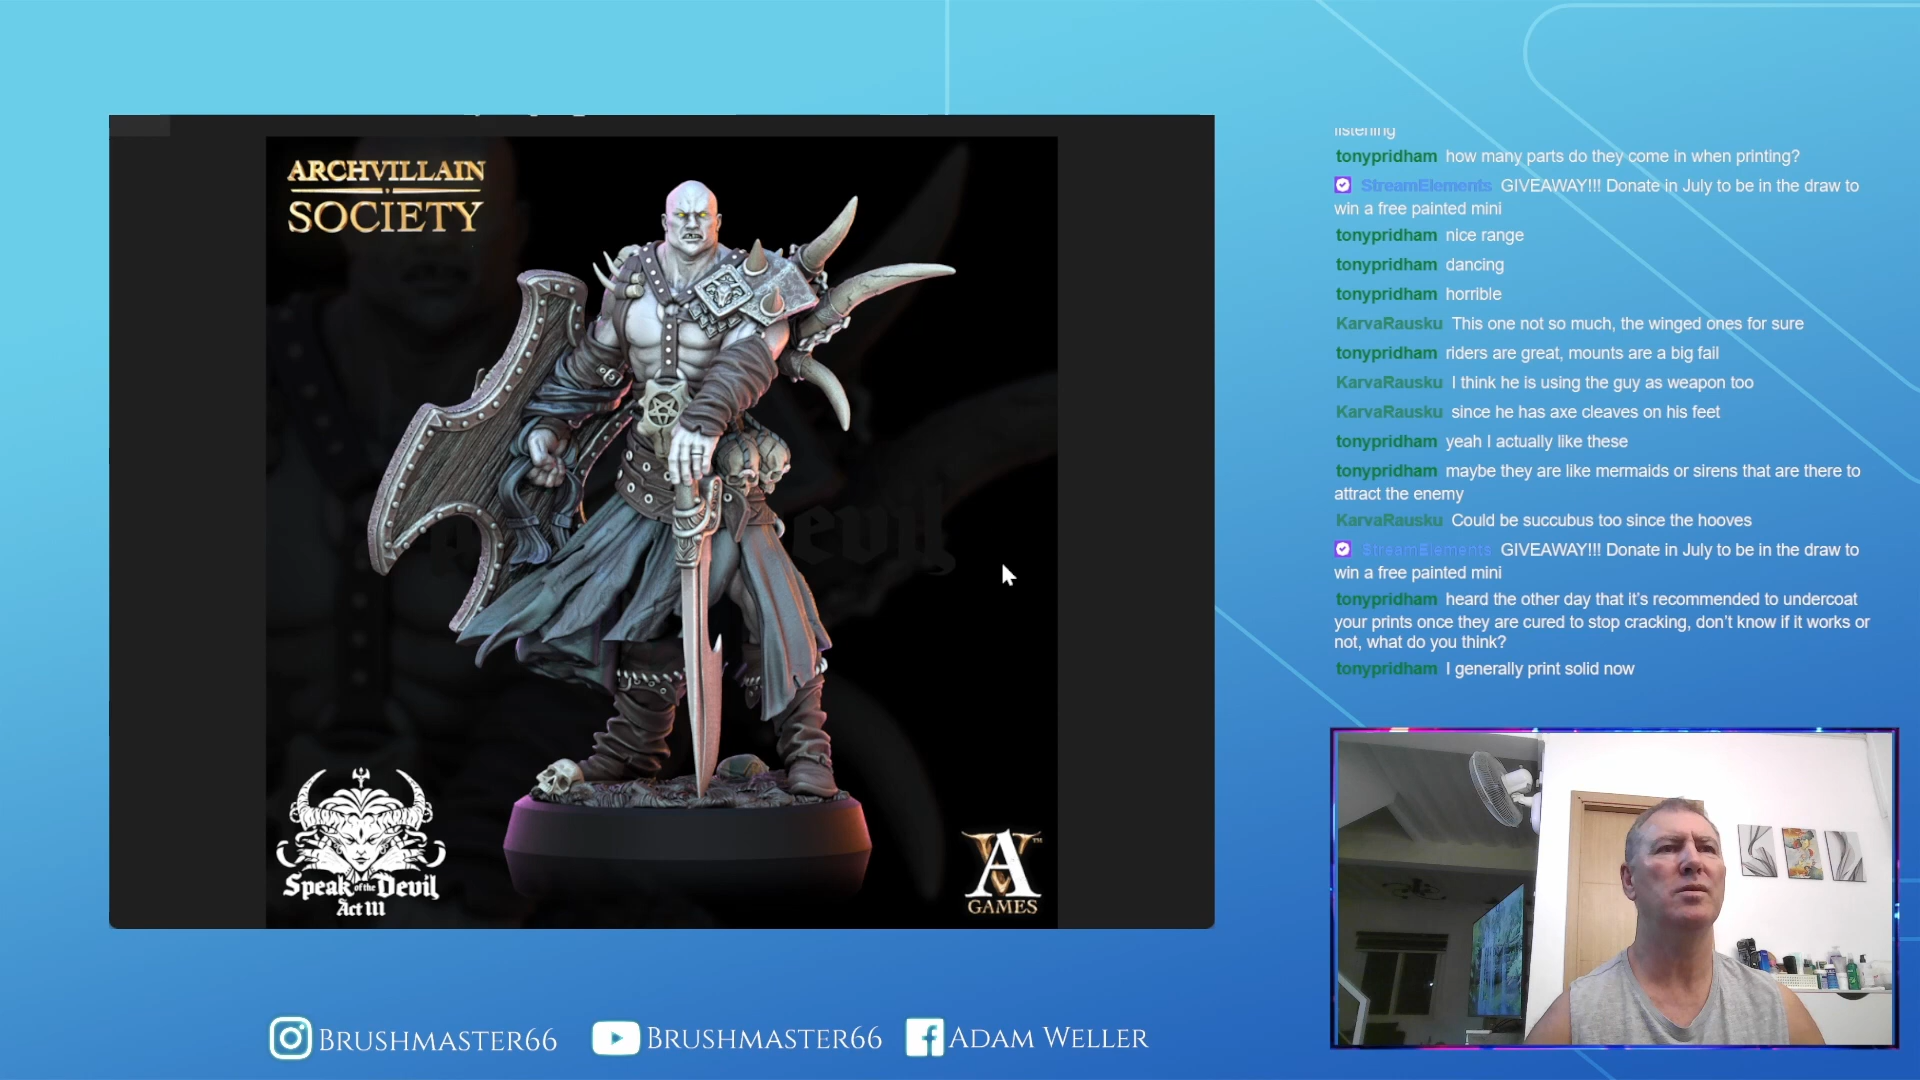 ARCHVILLAIN
SOCIETY
evil
Speak of the Devil
Act III
AV
TM
GAMES
listening
tonypridham how many parts do they come in when printing?
StreamElements GIVEAWAY!!! Donate in July to be in the draw to
win a free painted mini
tonypridham nice range
tonypridham dancing
tonypridham horrible
KarvaRausku This one not so much, the winged ones for sure
tonypridham riders are great, mounts are a big fail
KarvaRausku I think he is using the guy as weapon too
KarvaRausku since he has axe cleaves on his feet
tonypridham yeah I actually like these
tonypridham maybe they are like mermaids or sirens that are there to
attract the enemy
KarvaRausku Could be succubus too since the hooves
StreamElements GIVEAWAY!!! Donate in July to be in the draw to
win a free painted mini
tonypridham heard the other day that it's recommended to undercoat
your prints once they are cured to stop cracking, don't know if it works or
not, what do you think?
tonypridham I generally print solid now
BRUSHMASTER66
BRUSHMASTER66
ADAM WELLER